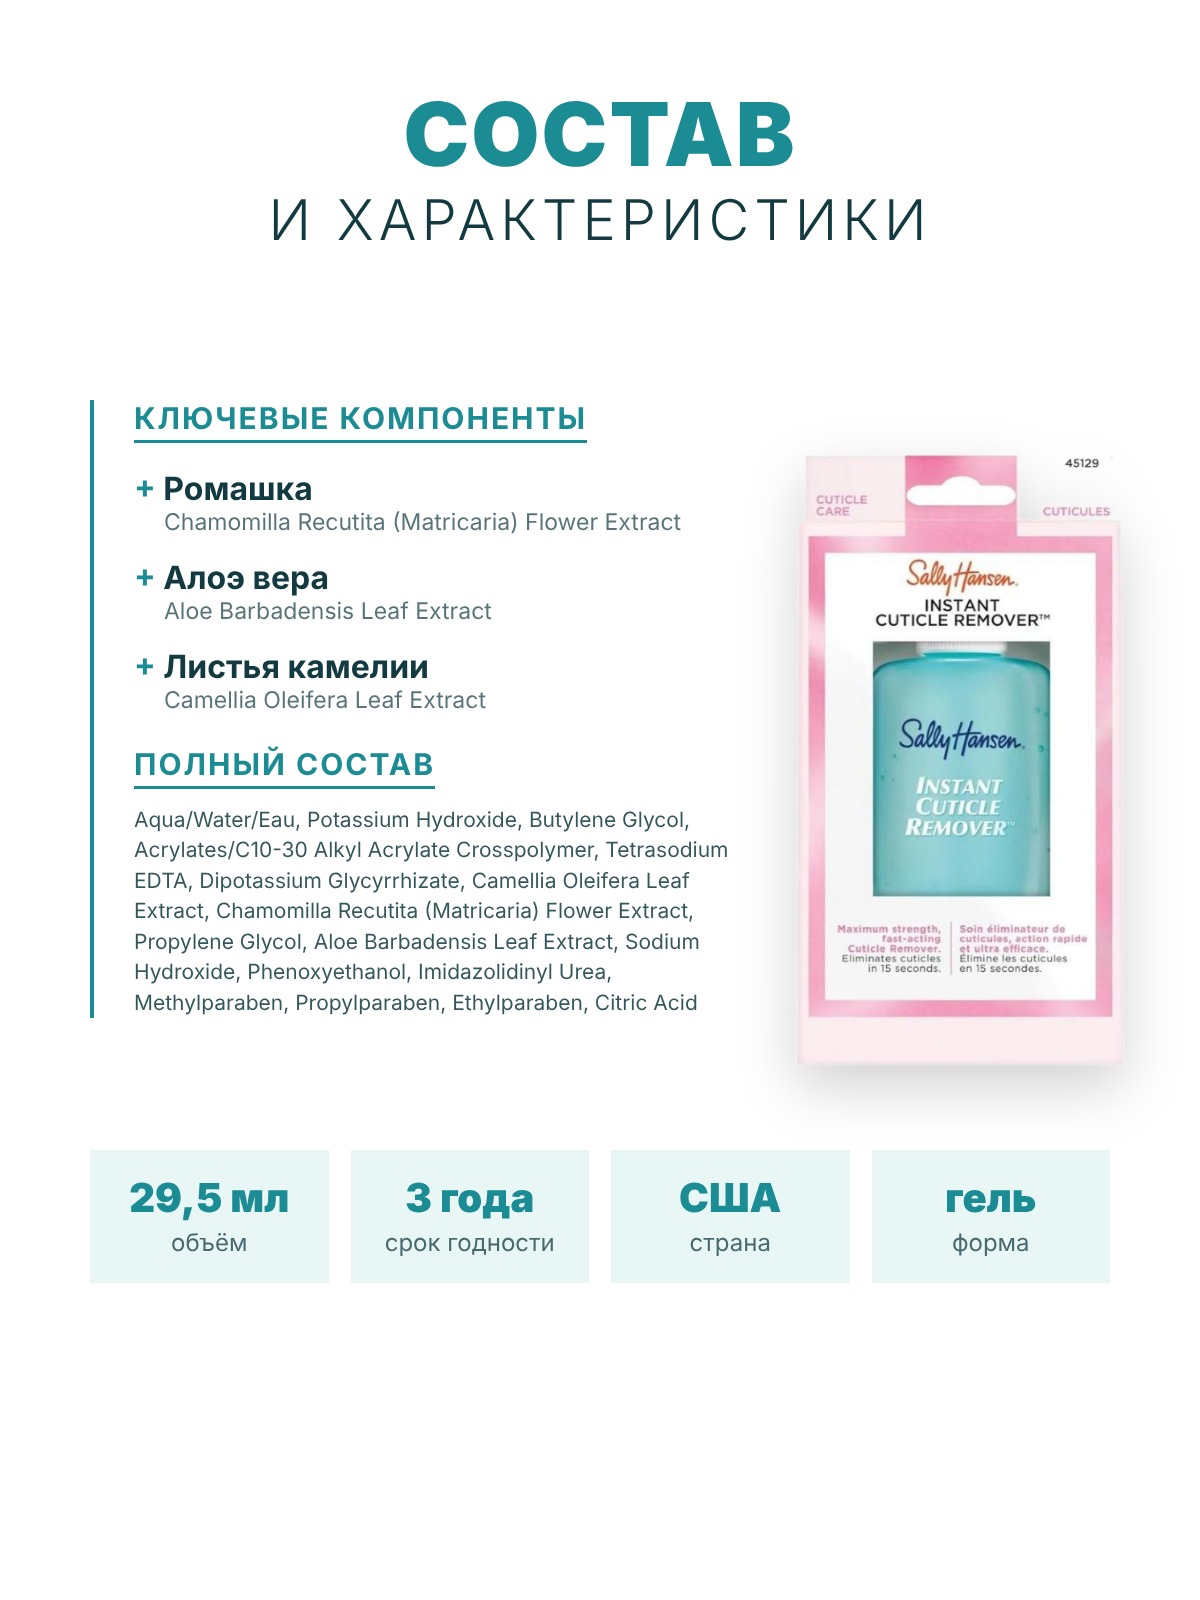 СОСТАВ
И ХАРАКТЕРИСТИКИ
КЛЮЧЕВЫЕ КОМПОНЕНТЫ
+ Ромашка
Chamomilla Recutita (Matricaria) Flower Extract
+ Алоэ вера
Aloe Barbadensis Leaf Extract
+ Листья камелии
Camellia Oleifera Leaf Extract
ПОЛНЫЙ СОСТАВ
Aqua/Water/Eau, Potassium Hydroxide, Butylene Glycol,
Acrylates/C10-30 Alkyl Acrylate Crosspolymer, Tetrasodium
EDTA, Dipotassium Glycyrrhizate, Camellia Oleifera Leaf
Extract, Chamomilla Recutita (Matricaria) Flower Extract,
Propylene Glycol, Aloe Barbadensis Leaf Extract, Sodium
Hydroxide, Phenoxyethanol, Imidazolidinyl Urea,
Methylparaben, Propylparaben, Ethylparaben, Citric Acid
45129
CUTICLE
CARE
CUTICULES
Sally Hansen.
INSTANT
CUTICLE REMOVER™
Sally Hansen.
INSTANT
CUTICLE
REMOVER™
Maximum strength,
fast-acting
Cuticle Remover.
Eliminates cuticles
in 15 seconds.
Soin éliminateur de
cuticules, action rapide
et ultra efficace.
Élimine les cuticules
en 15 secondes.
29,5 мл
объём
3 года
срок годности
США
страна
гель
форма